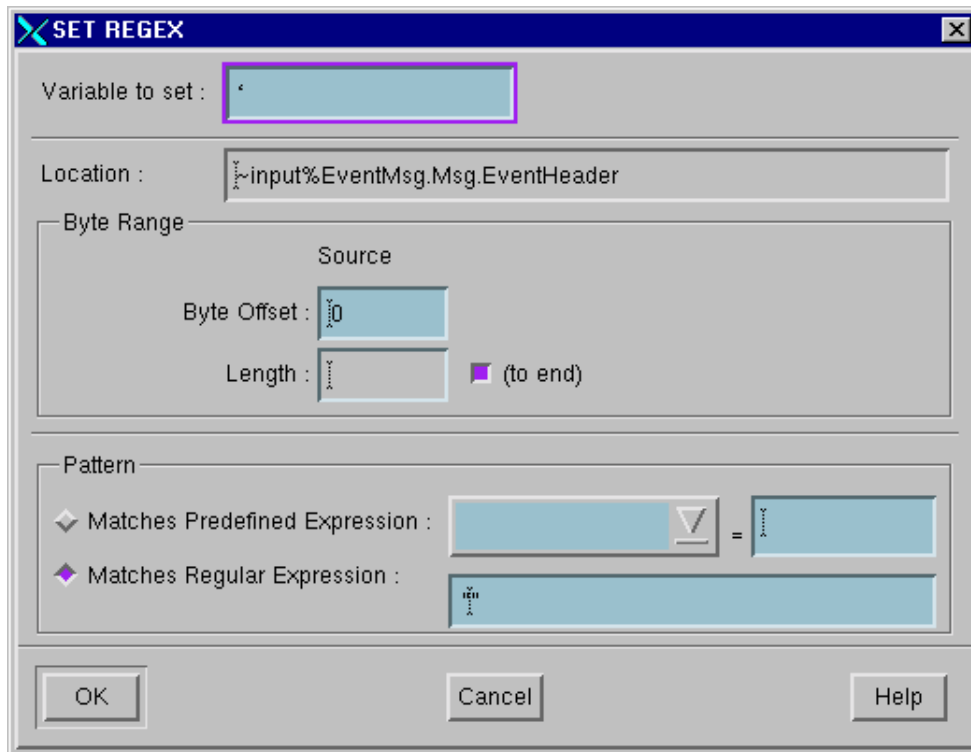 SET REGEX
Variable to set :
Location : ~input%EventMsg.Msg.EventHeader
Byte Range
Source
Byte Offset : 0
Length : (to end)
Pattern
Matches Predefined Expression : =
Matches Regular Expression :
OK Cancel Help